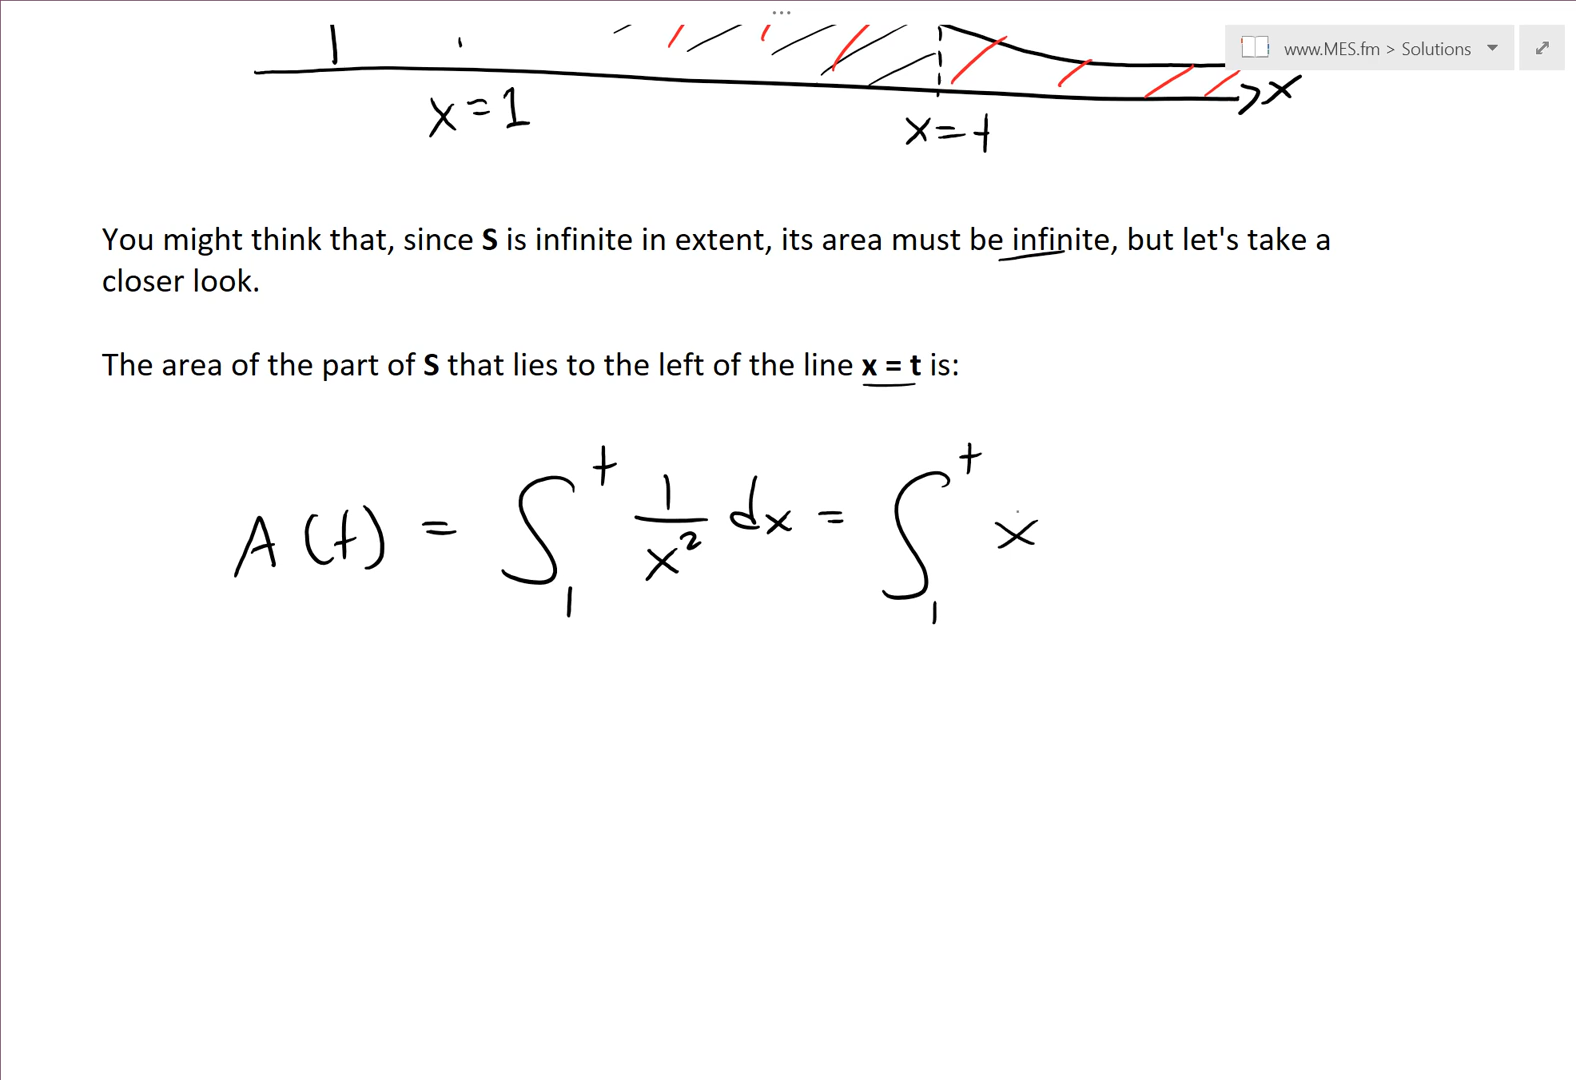 www.MES.fm > Solutions
x
x = 1
x = t
You might think that, since S is infinite in extent, its area must be infinite, but let's take a
closer look.
The area of the part of S that lies to the left of the line x = t is:
A(t) = ∫₁ᵗ 1/x² dx = ∫₁ᵗ x